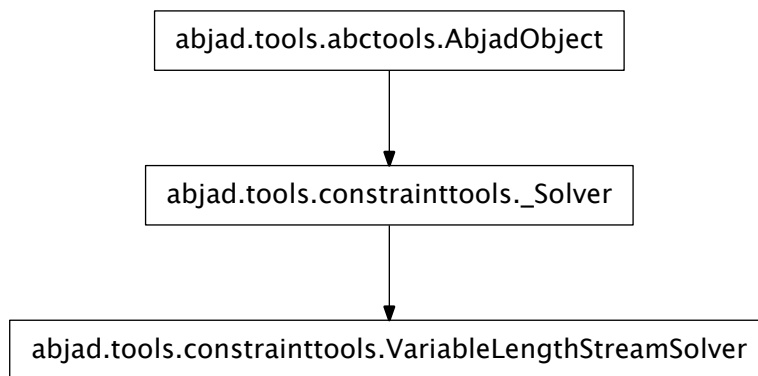 abjad.tools.abctools.AbjadObject
abjad.tools.constrainttools._Solver
abjad.tools.constrainttools.VariableLengthStreamSolver